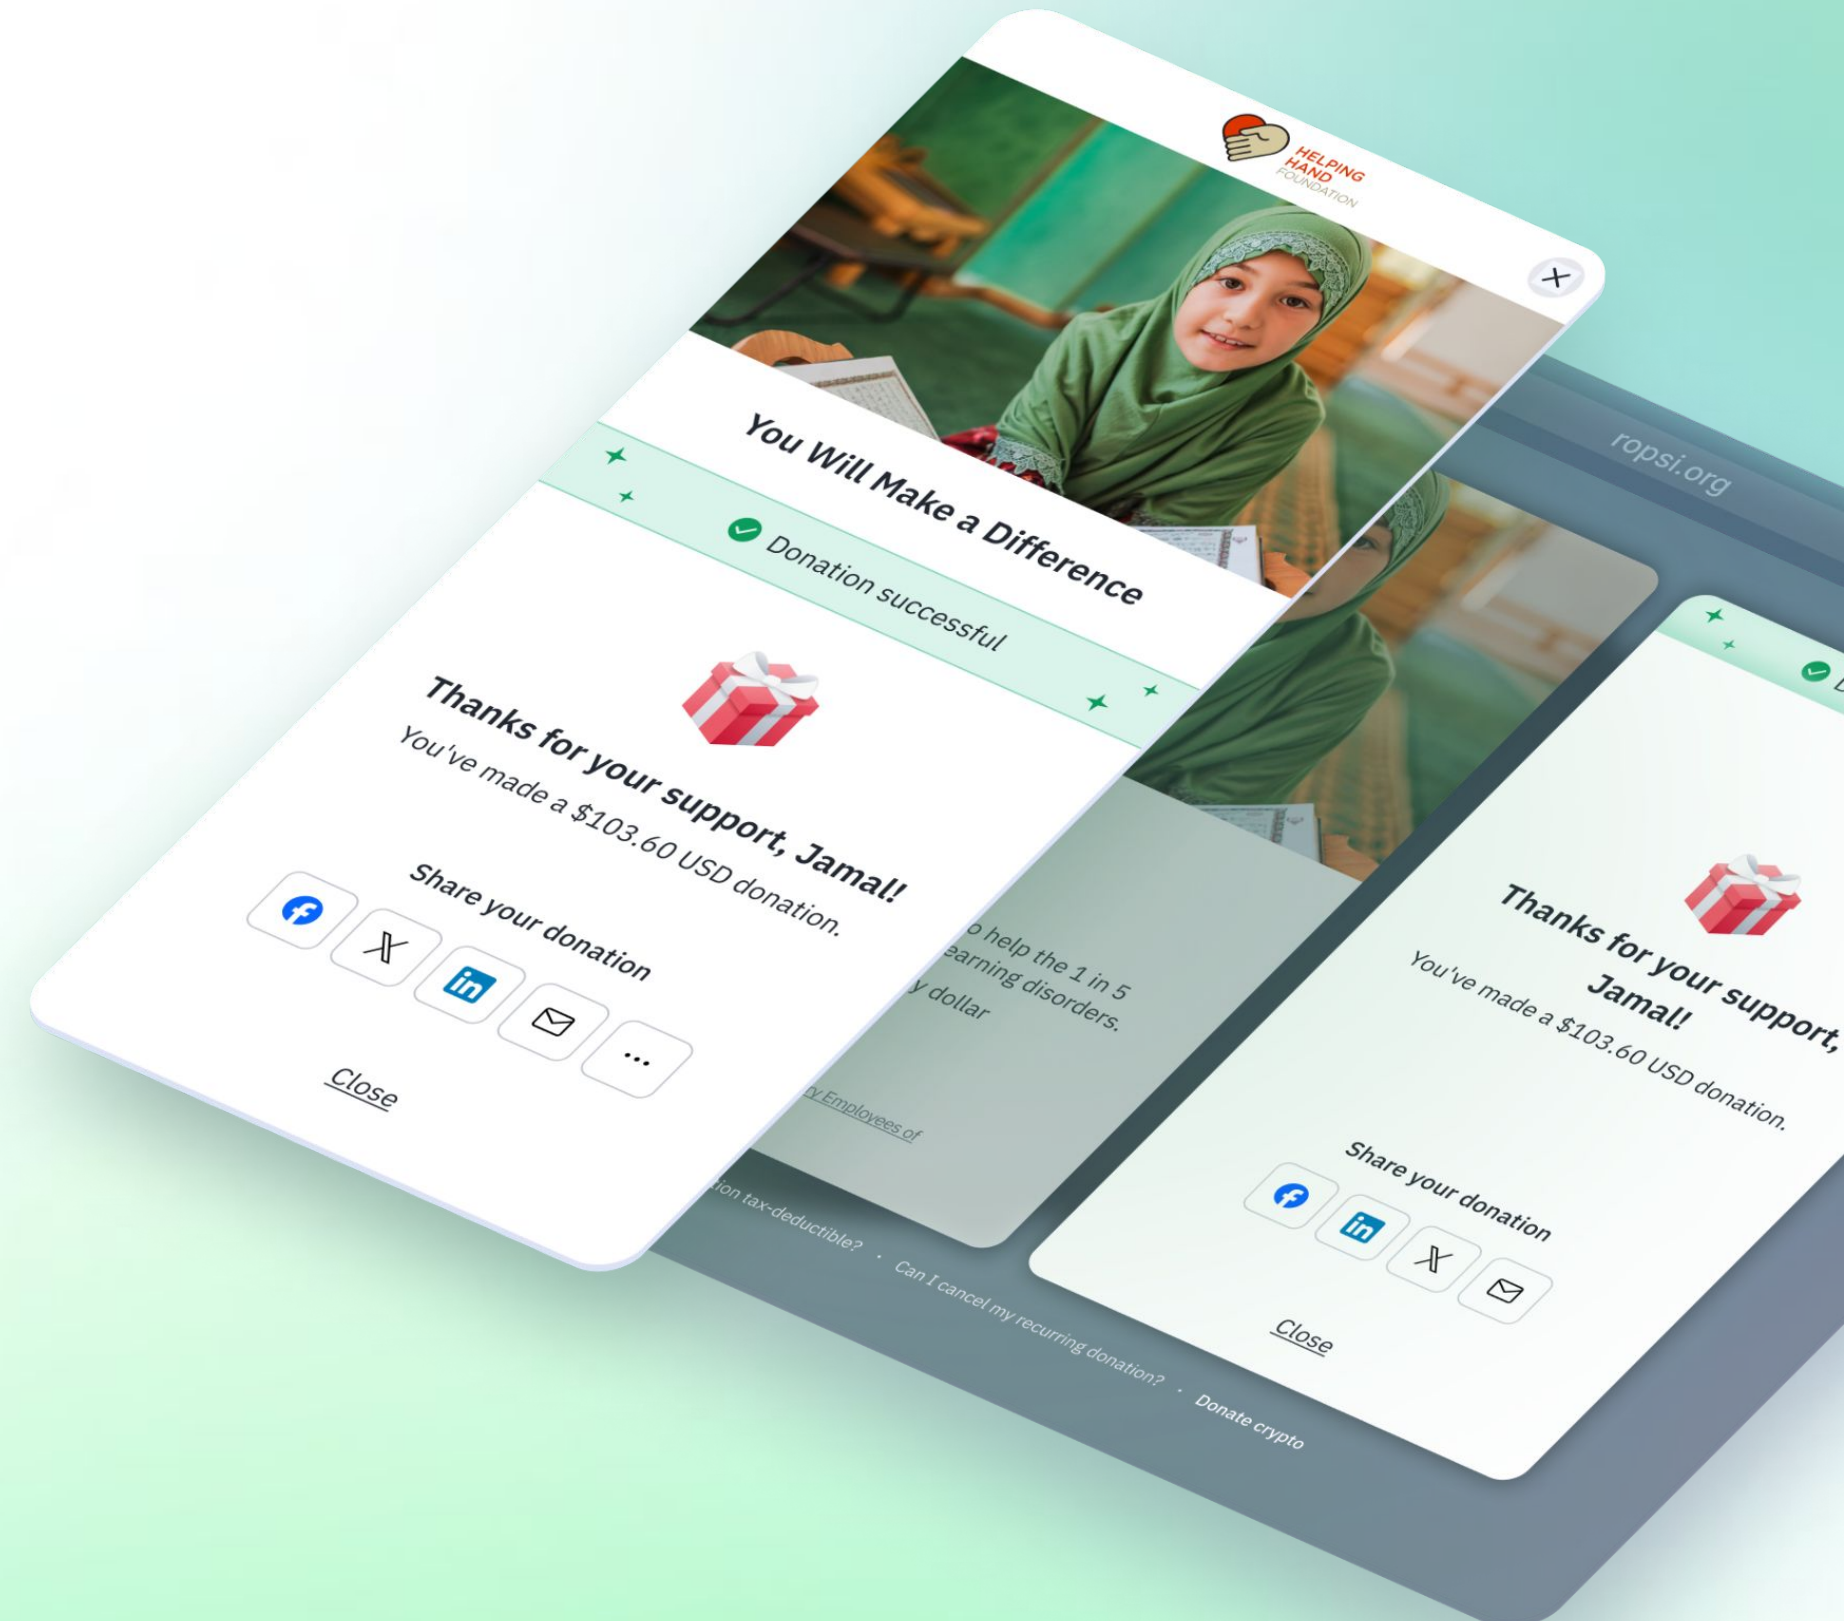 HELPING
HAND
FOUNDATION
You Will Make a Difference
Donation successful
Thanks for your support, Jamal!
You've made a $103.60 USD donation.
Share your donation
in
...
Close
ropsi.org
help the 1 in 5
disorders.
dollar
Employees of
tax-deductible? · Can I cancel my recurring donation? · Donate crypto
Thanks for your support,
Jamal!
You've made a $103.60 USD donation.
Share your donation
in
Close